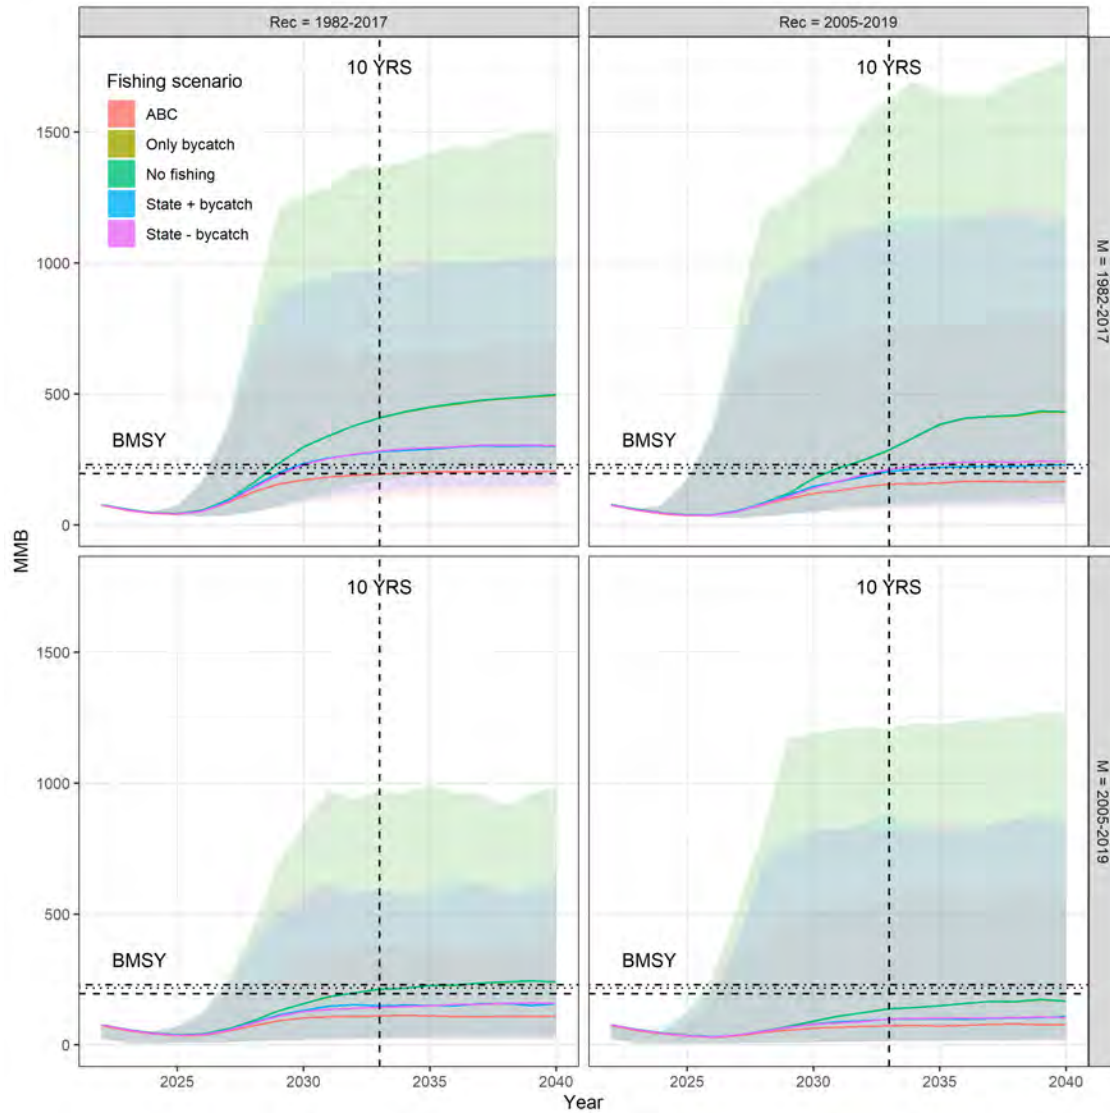 Rec = 1982-2017
Rec = 2005-2019
10 YRS
10 YRS
Fishing scenario
ABC
Only bycatch
No fishing
State + bycatch
State - bycatch
1500
1000
500
0
BMSY
BMSY
M = 1982-2017
MMB
10 YRS
10 YRS
1500
1000
500
0
BMSY
BMSY
M = 2005-2019
2025
2030
2035
2040
2025
2030
2035
2040
Year